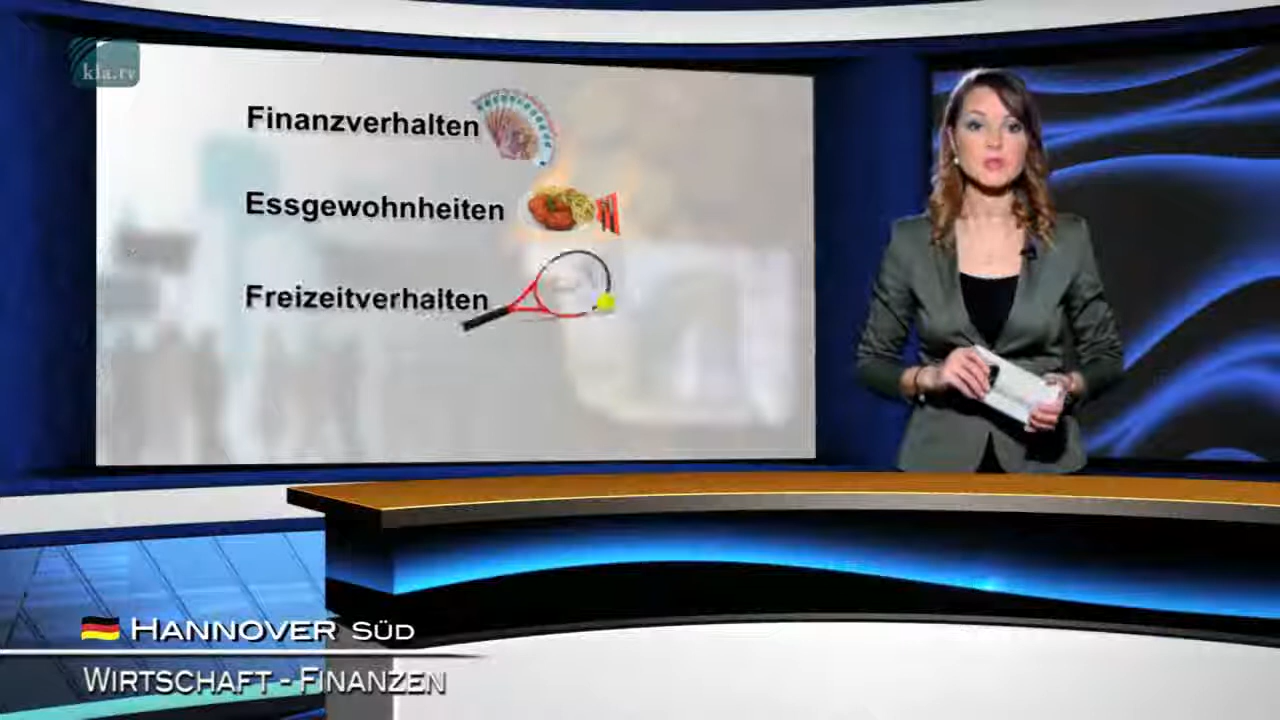 kla.tv
Finanzverhalten
Essgewohnheiten
Freizeitverhalten
HANNOVER SÜD
WIRTSCHAFT - FINANZEN